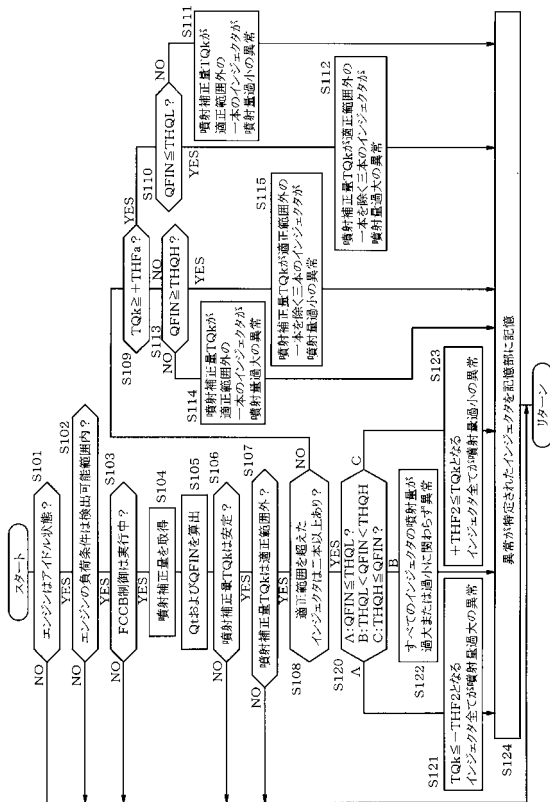 スタート
S101
エンジンはアイドル状態？
NO
YES
S102
エンジンの負荷条件は検出可能範囲内？
NO
YES
S103
FCCB制御は実行中？
NO
YES
S104
噴射補正量を取得
S105
QtおよびQFINを算出
S106
噴射補正量TQkは安定？
NO
YES
S107
噴射補正量TQkは適正範囲外？
NO
YES
S108
適正範囲を超えた
インジェクタは二本以上あり？
NO
YES
S109
TQk≧+THFa？
YES
NO
S110
QFIN≦THQL？
NO
YES
S111
噴射補正量TQkが
適正範囲外の
一本のインジェクタが
噴射量過小の異常
S112
噴射補正量TQkが適正範囲外の
一本を除く三本のインジェクタが
噴射量過大の異常
S113
QFIN≧THQH？
NO
YES
S114
噴射補正量TQkが
適正範囲外の
一本のインジェクタが
噴射量過大の異常
S115
噴射補正量TQkが適正範囲外の
一本を除く三本のインジェクタが
噴射量過小の異常
S120
A:QFIN≦THQL？
B:THQL<QFIN<THQH
C:THQH≦QFIN？
A
B
C
S121
TQk≦−THF2となる
インジェクタ全てが噴射量過大の異常
S122
すべてのインジェクタの噴射量が
過大または過小に関わらず異常
S123
+THF2≦TQkとなる
インジェクタ全てが噴射量過小の異常
S124
異常が特定されたインジェクタを記憶部に記憶
リターン